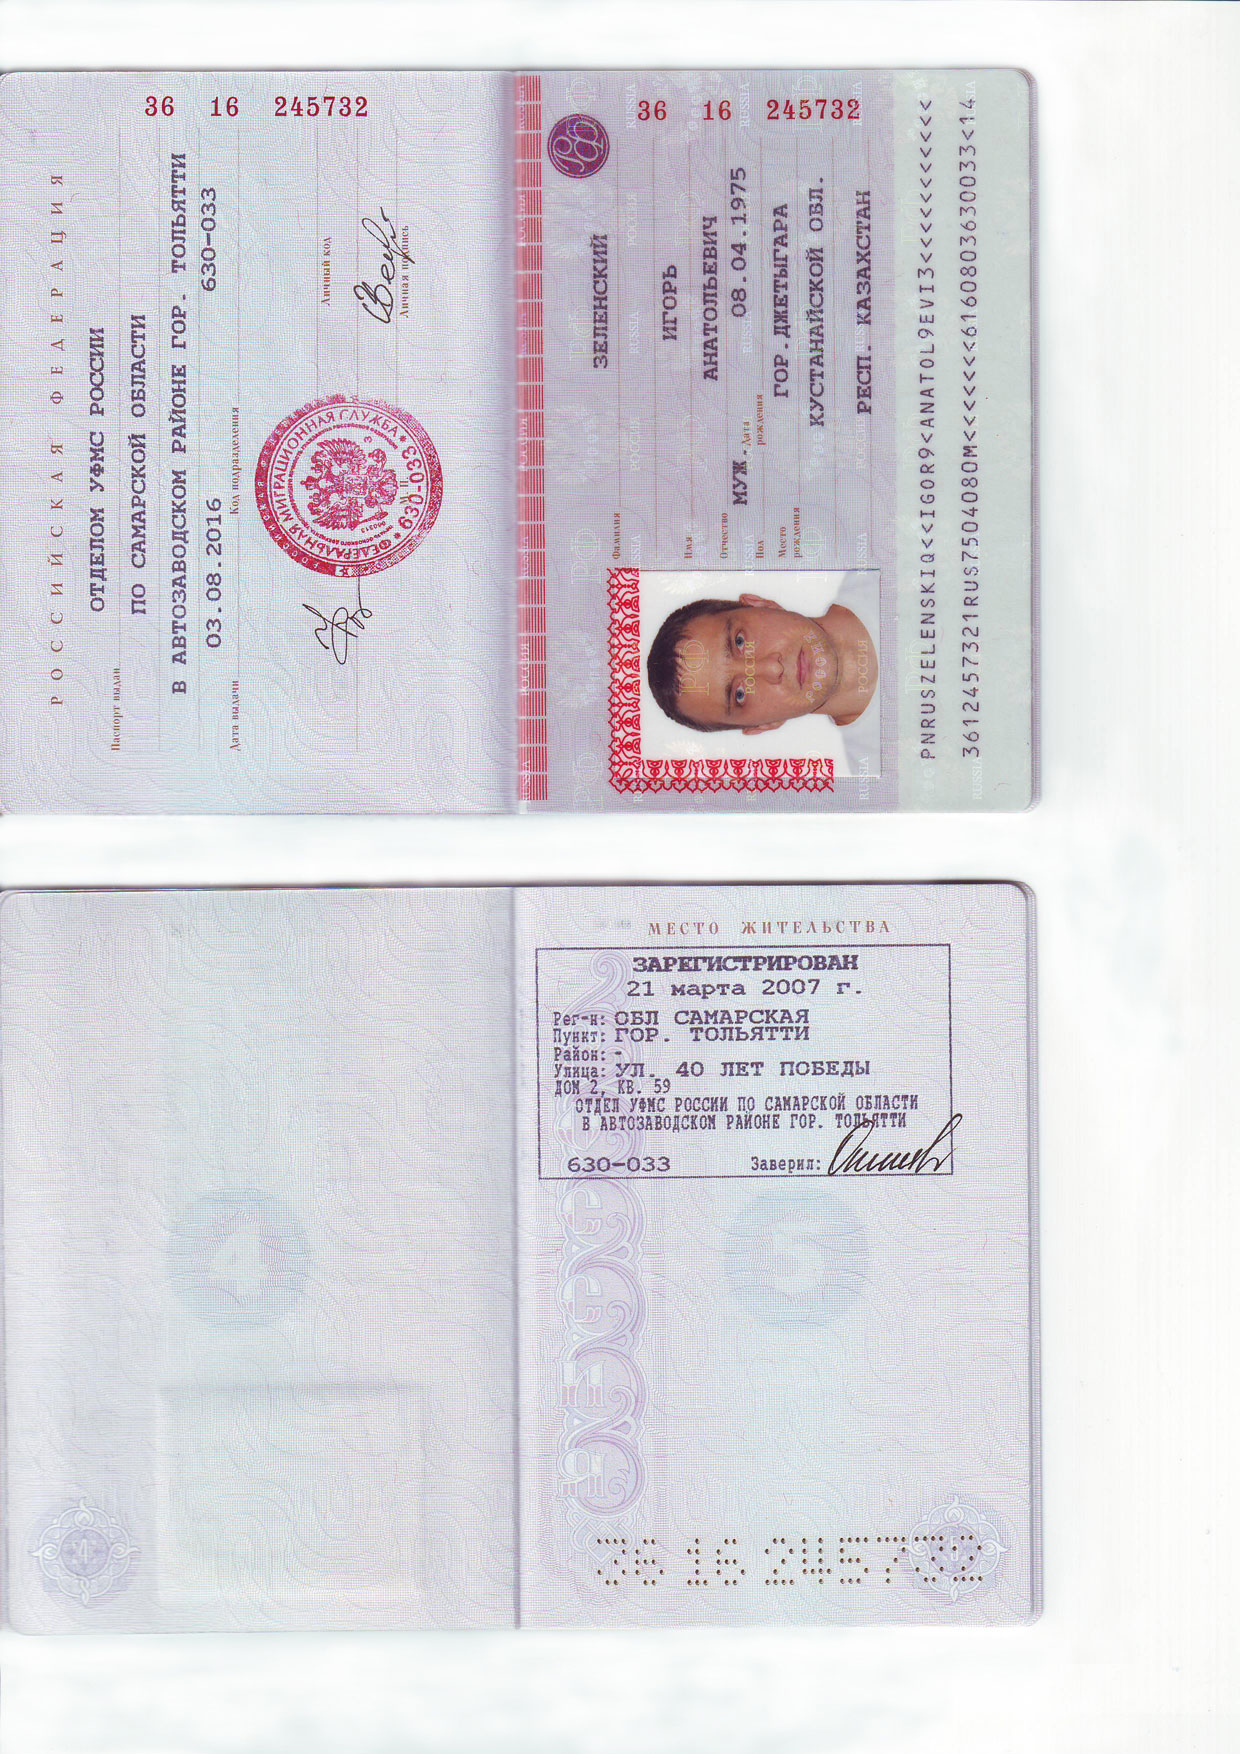 36 16 245732
РОССИЙСКАЯ ФЕДЕРАЦИЯ
Паспорт выдан
ОТДЕЛОМ УФМС РОССИИ
ПО САМАРСКОЙ ОБЛАСТИ
В АВТОЗАВОДСКОМ РАЙОНЕ ГОР. ТОЛЬЯТТИ
Дата выдачи 03.08.2016 Код подразделения 630-033
Личный код
Личная подпись
М.П.
ФЕДЕРАЛЬНАЯ МИГРАЦИОННАЯ СЛУЖБА
630-033
36 16 245732
Фамилия ЗЕЛЕНСКИЙ
Имя ИГОРЬ
Отчество АНАТОЛЬЕВИЧ
Пол МУЖ. Дата рождения 08.04.1975
Место рождения ГОР.ДЖЕТЫГАРА
КУСТАНАЙСКОЙ ОБЛ.
РЕСП. КАЗАХСТАН
РОССИЯ RUSSIA
PNRUSZELENSKIQ<<IGOR9<ANATOL9EVI3<<<<<<<<<<<
3612457321RUS7504080M<<<<<<<6160803630033<14
МЕСТО ЖИТЕЛЬСТВА
ЗАРЕГИСТРИРОВАН
21 марта 2007 г.
Рег-н: ОБЛ САМАРСКАЯ
Пункт: ГОР. ТОЛЬЯТТИ
Район: -
Улица: УЛ. 40 ЛЕТ ПОБЕДЫ
ДОМ 2, КВ. 59
ОТДЕЛ УФМС РОССИИ ПО САМАРСКОЙ ОБЛАСТИ
В АВТОЗАВОДСКОМ РАЙОНЕ ГОР. ТОЛЬЯТТИ
630-033 Заверил:
36 16 245732